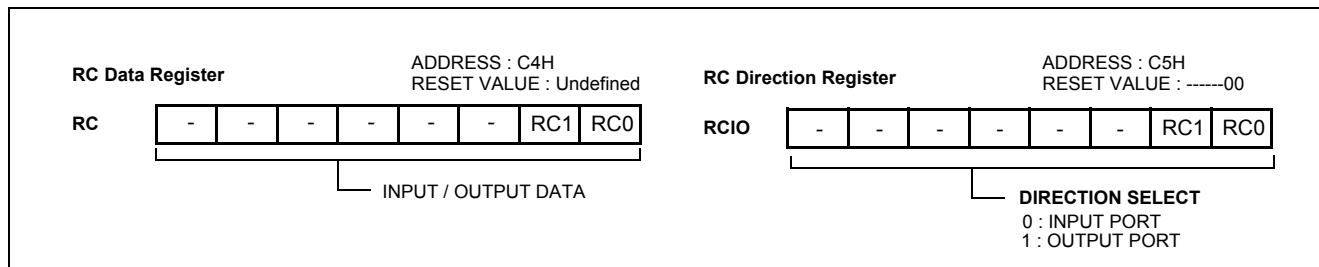 RC Data Register
ADDRESS : C4H
RESET VALUE : Undefined
RC - - - - - - RC1 RC0
INPUT / OUTPUT DATA
RC Direction Register
ADDRESS : C5H
RESET VALUE : ------00
RCIO - - - - - - RC1 RC0
DIRECTION SELECT
0 : INPUT PORT
1 : OUTPUT PORT